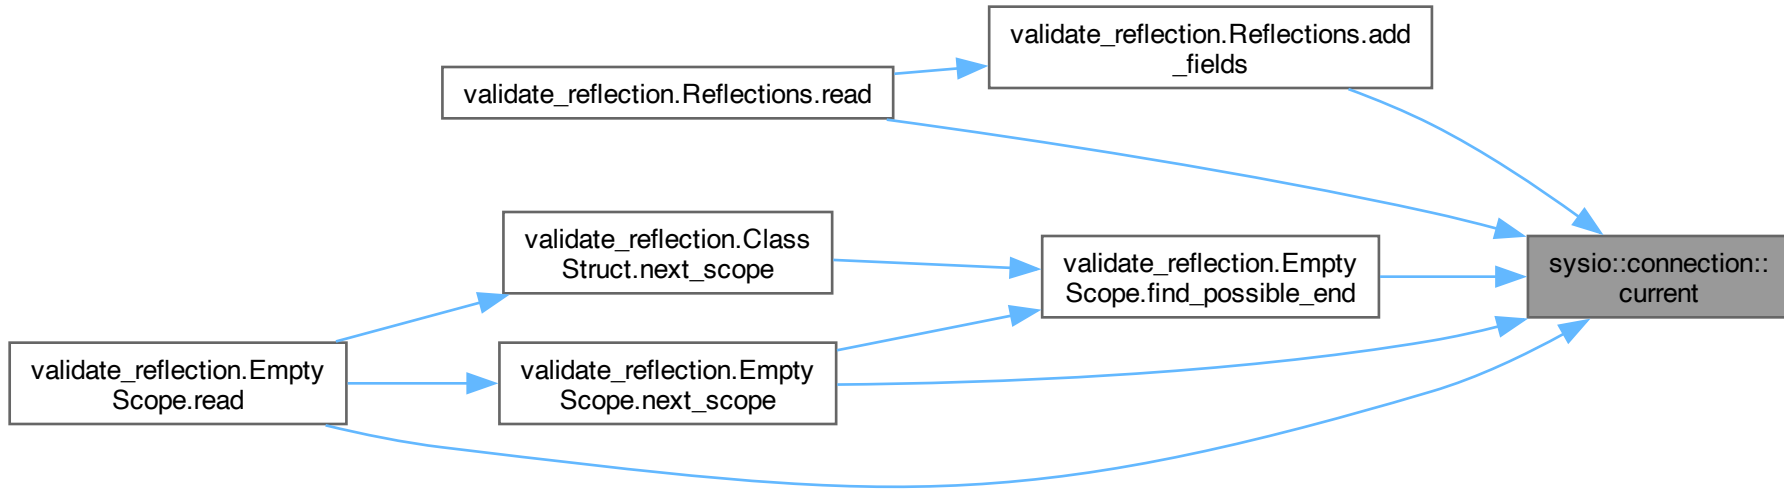 validate_reflection.Reflections.add
_fields
validate_reflection.Reflections.read
validate_reflection.Class
Struct.next_scope
validate_reflection.Empty
Scope.find_possible_end
sysio::connection::
current
validate_reflection.Empty
Scope.read
validate_reflection.Empty
Scope.next_scope